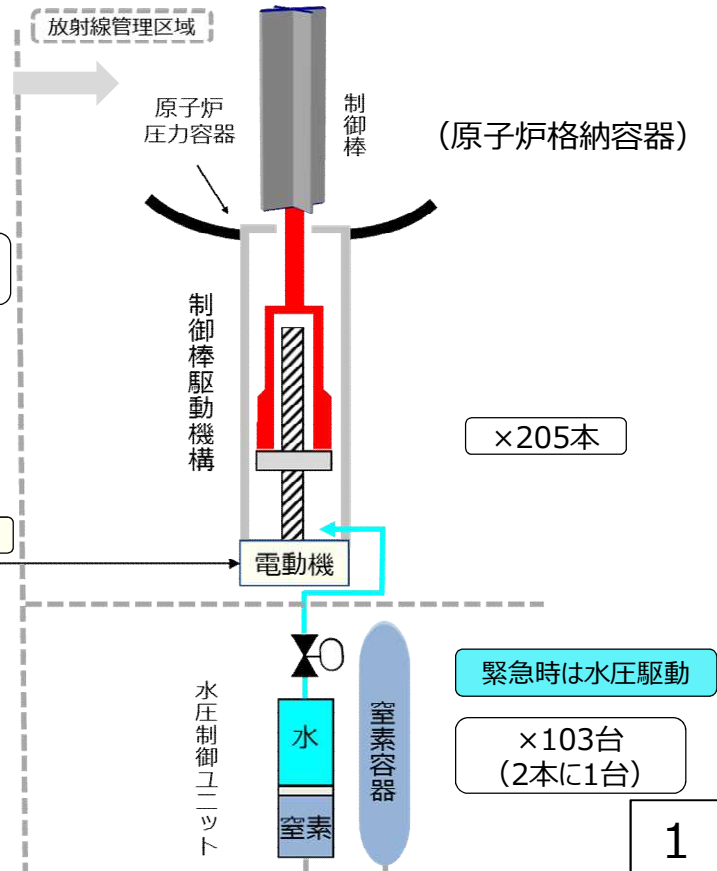 放射線管理区域
原子炉
圧力容器
制御棒
（原子炉格納容器）
制御棒駆動機構
×205本
電動機
緊急時は水圧駆動
水圧制御ユニット
水
窒素
窒素容器
×103台
（2本に1台）
1